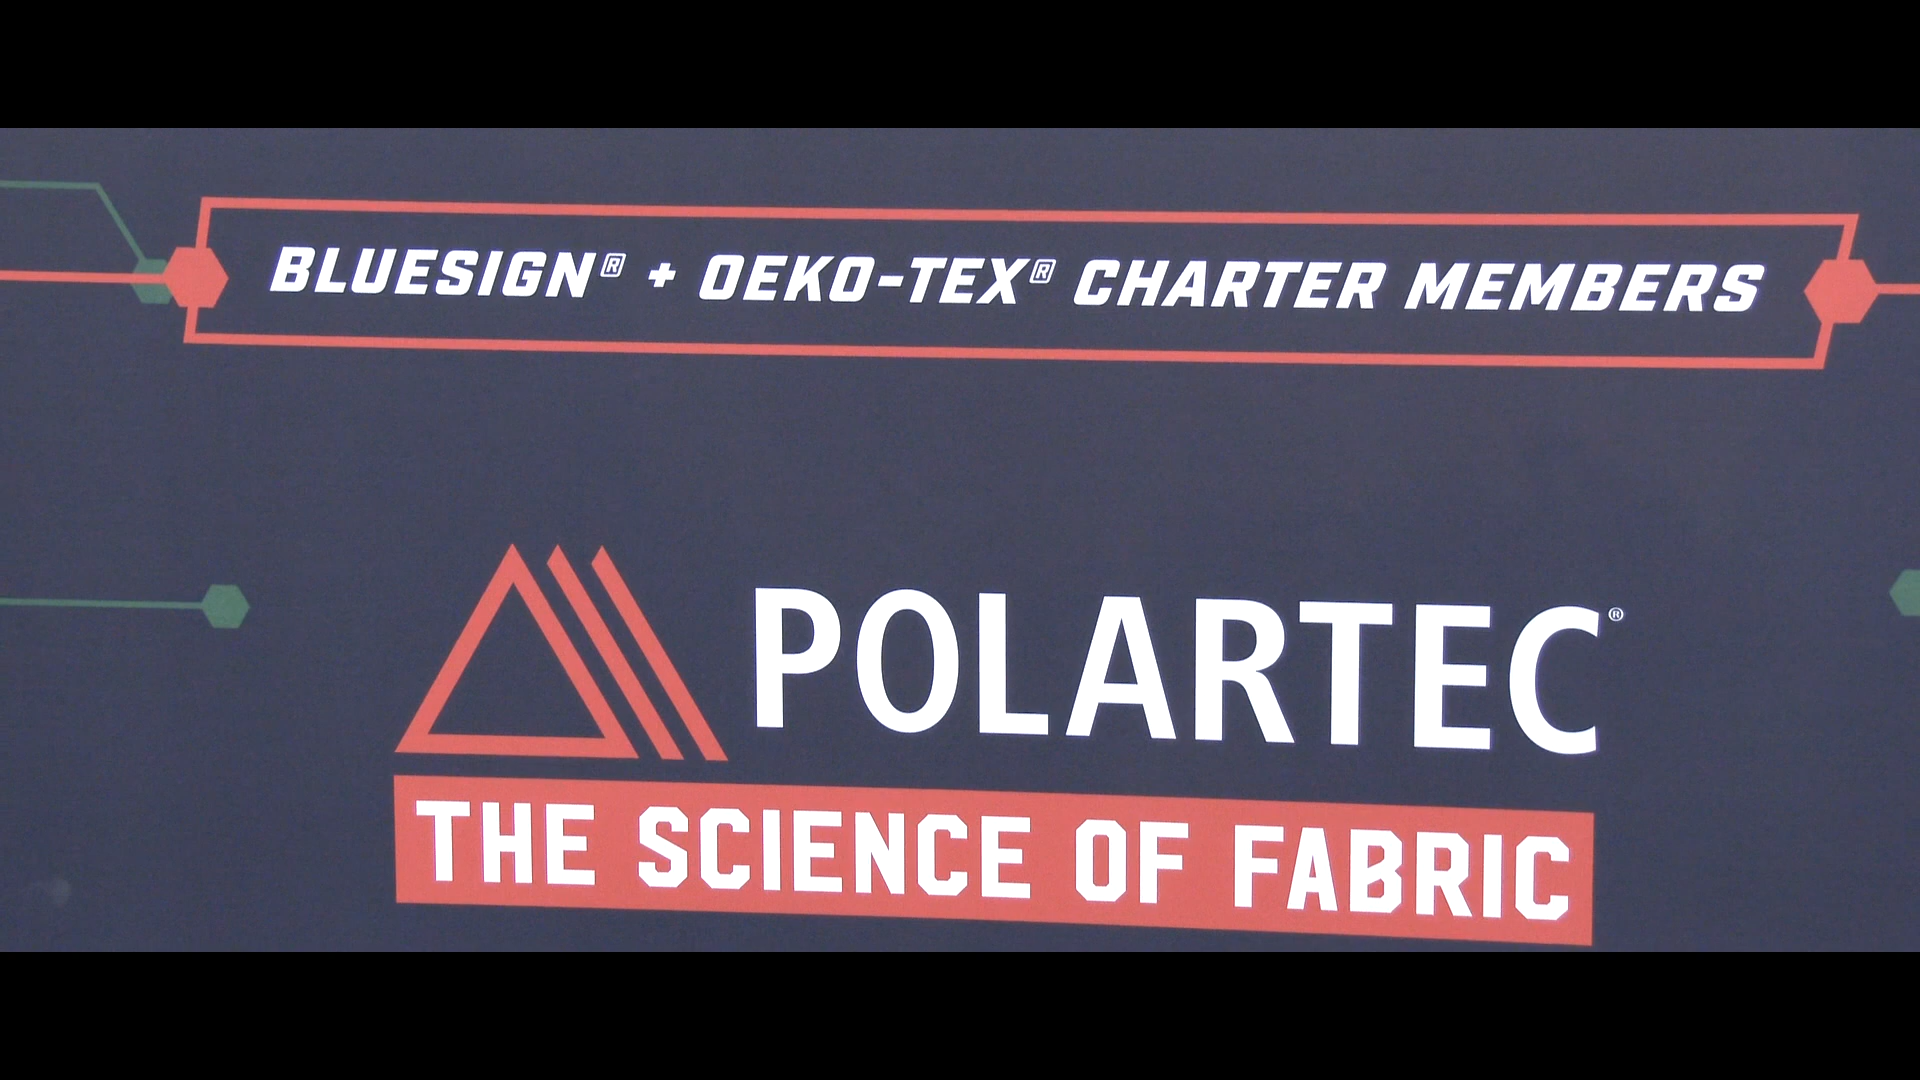 BLUESIGN® + OEKO-TEX® CHARTER MEMBERS
POLARTEC®
THE SCIENCE OF FABRIC